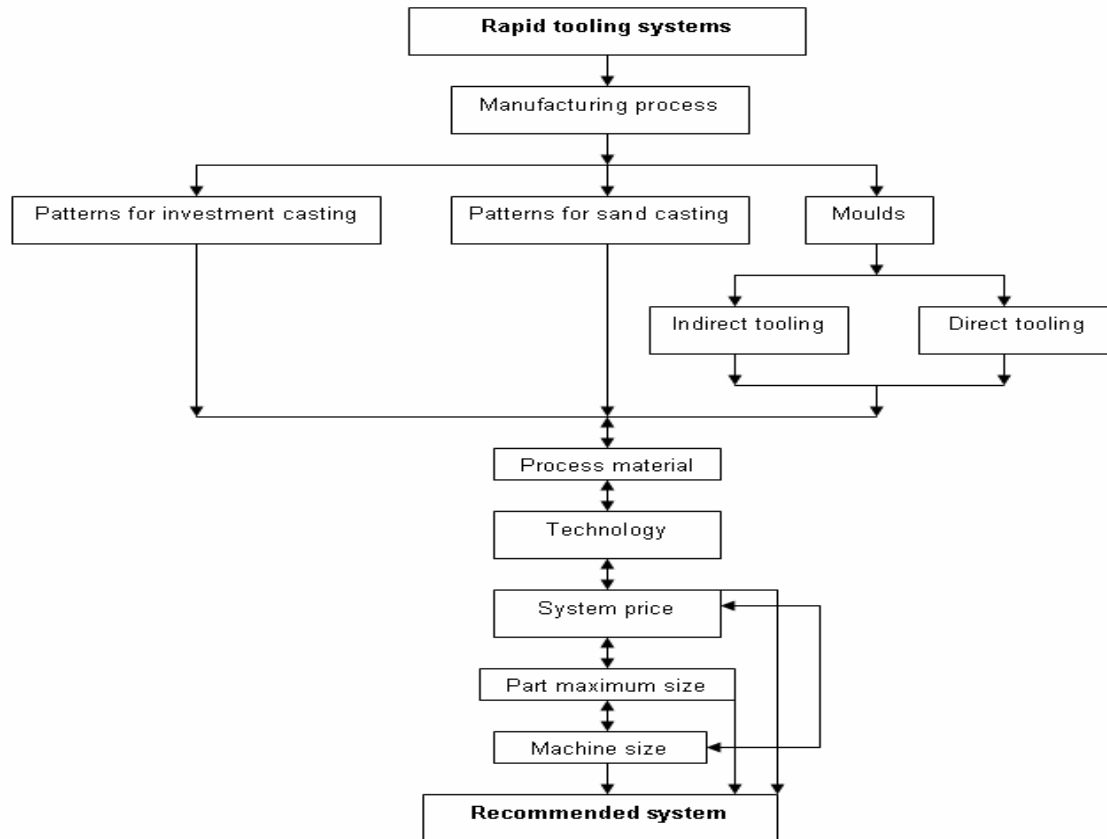 Rapid tooling systems
Manufacturing process
Patterns for investment casting
Patterns for sand casting
Moulds
Indirect tooling
Direct tooling
Process material
Technology
System price
Part maximum size
Machine size
Recommended system